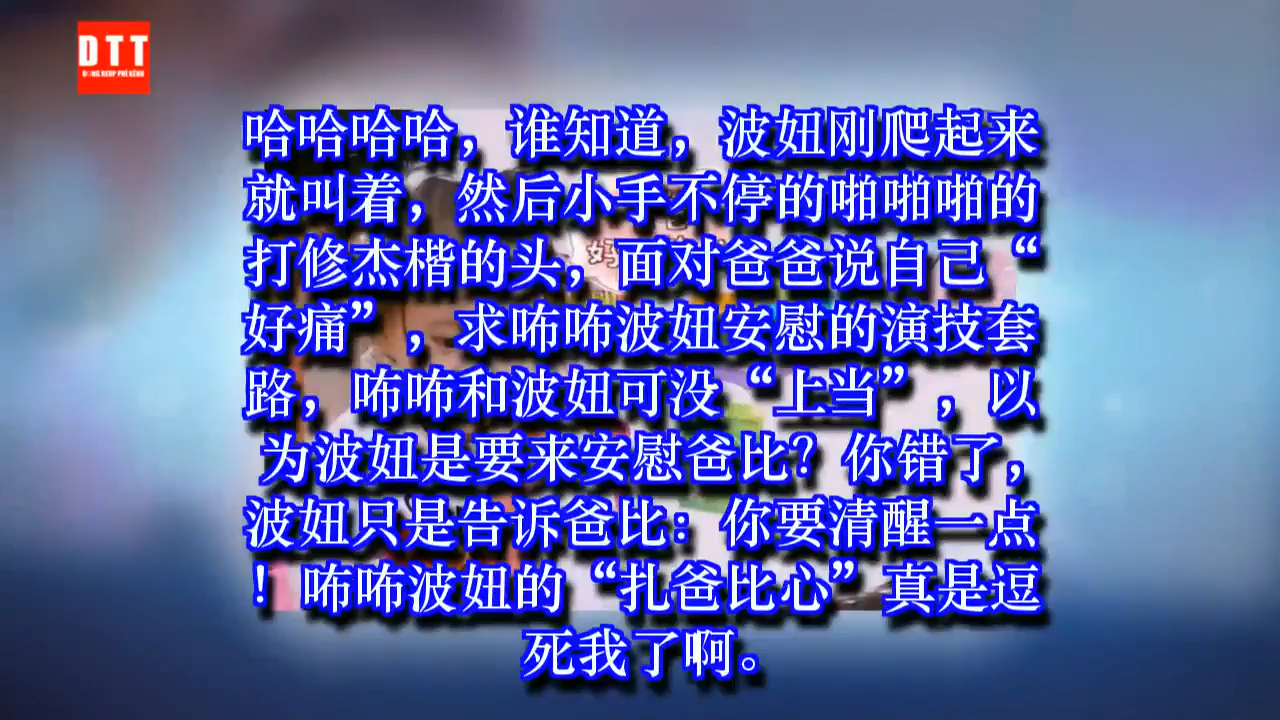 DTT
哈哈哈哈，谁知道，波妞刚爬起来
就叫着，然后小手不停的啪啪啪的
打修杰楷的头，面对爸爸说自己“
好痛”，求咘咘波妞安慰的演技套
路，咘咘和波妞可没“上当”，以
为波妞是要来安慰爸比？你错了，
波妞只是告诉爸比：你要清醒一点
！咘咘波妞的“扎爸比心”真是逗
死我了啊。